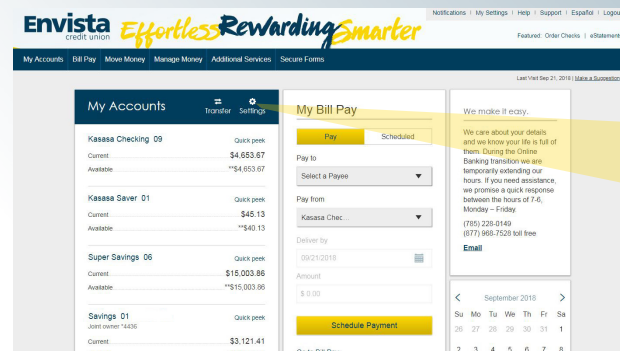 Notifications | My Settings | Help | Support | Español | Logout
Envista
credit union
Effortless Rewarding Smarter
Featured: Order Checks | eStatements
My Accounts Bill Pay Move Money Manage Money Additional Services Secure Forms
Last Visit Sep 21, 2018 | Make a Suggestion
My Accounts
Transfer Settings
Kasasa Checking 09 Quick peek
Current $4,653.67
Available **$4,653.67
Kasasa Saver 01 Quick peek
Current $45.13
Available **$40.13
Super Savings 06 Quick peek
Current $15,003.86
Available **$15,003.86
Savings 01 Quick peek
Joint owner *4436
Current $3,121.41
My Bill Pay
Pay Scheduled
Pay to
Select a Payee
Pay from
Kasasa Chec...
Deliver by
09/21/2018
Amount
$ 0.00
Schedule Payment
We make it easy.
We care about your details
and we know your life is full of
them. During the Online
Banking transition we are
temporarily extending our
hours. If you need assistance,
we promise a quick response
between the hours of 7-6,
Monday – Friday.
(785) 228-0149
(877) 968-7528 toll free
Email
September 2018
Su Mo Tu We Th Fr Sa
26 27 28 29 30 31 1
2 3 4 5 6 7 8